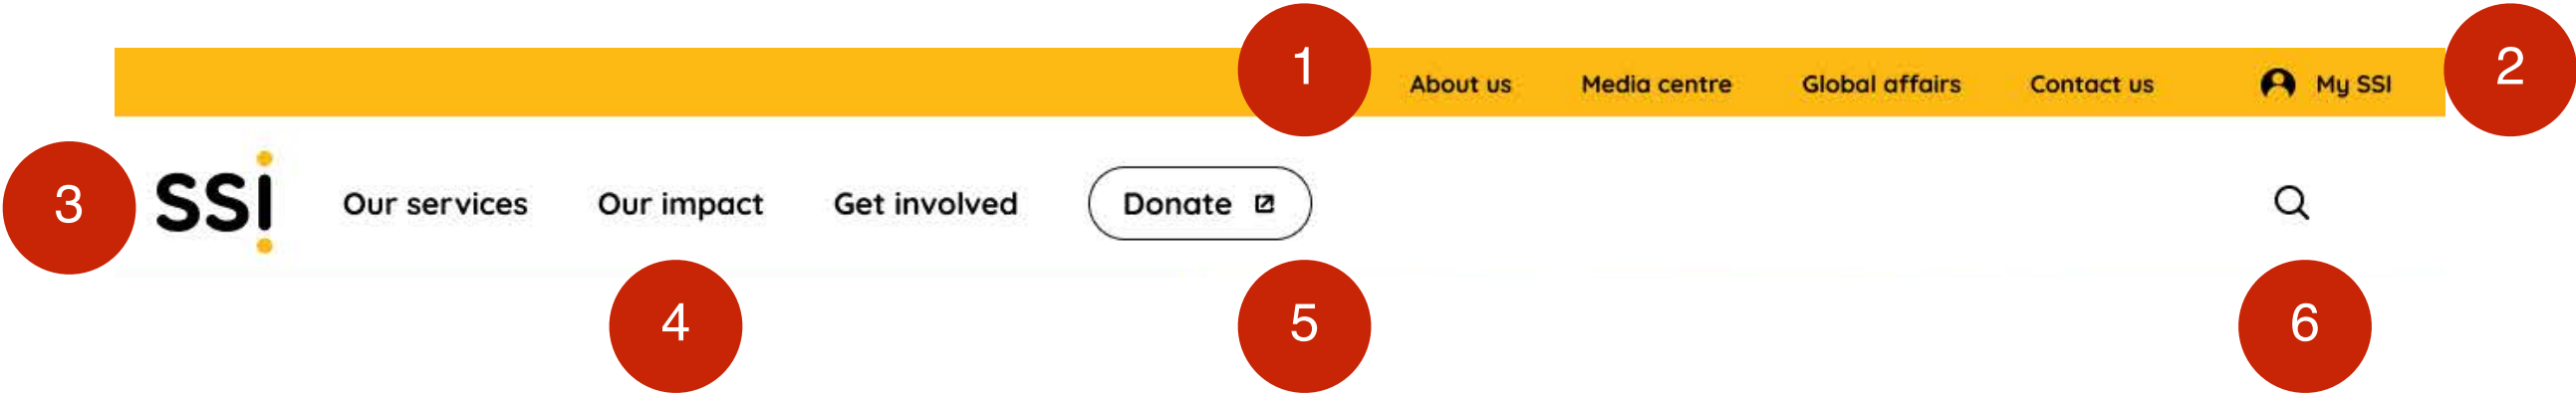 1 About us Media centre Global affairs Contact us My SSI 2
3 ssi Our services Our impact Get involved Donate
4 5 6